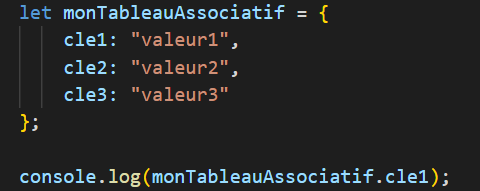 let monTableauAssociatif = {
    cle1: "valeur1",
    cle2: "valeur2",
    cle3: "valeur3"
};

console.log(monTableauAssociatif.cle1);